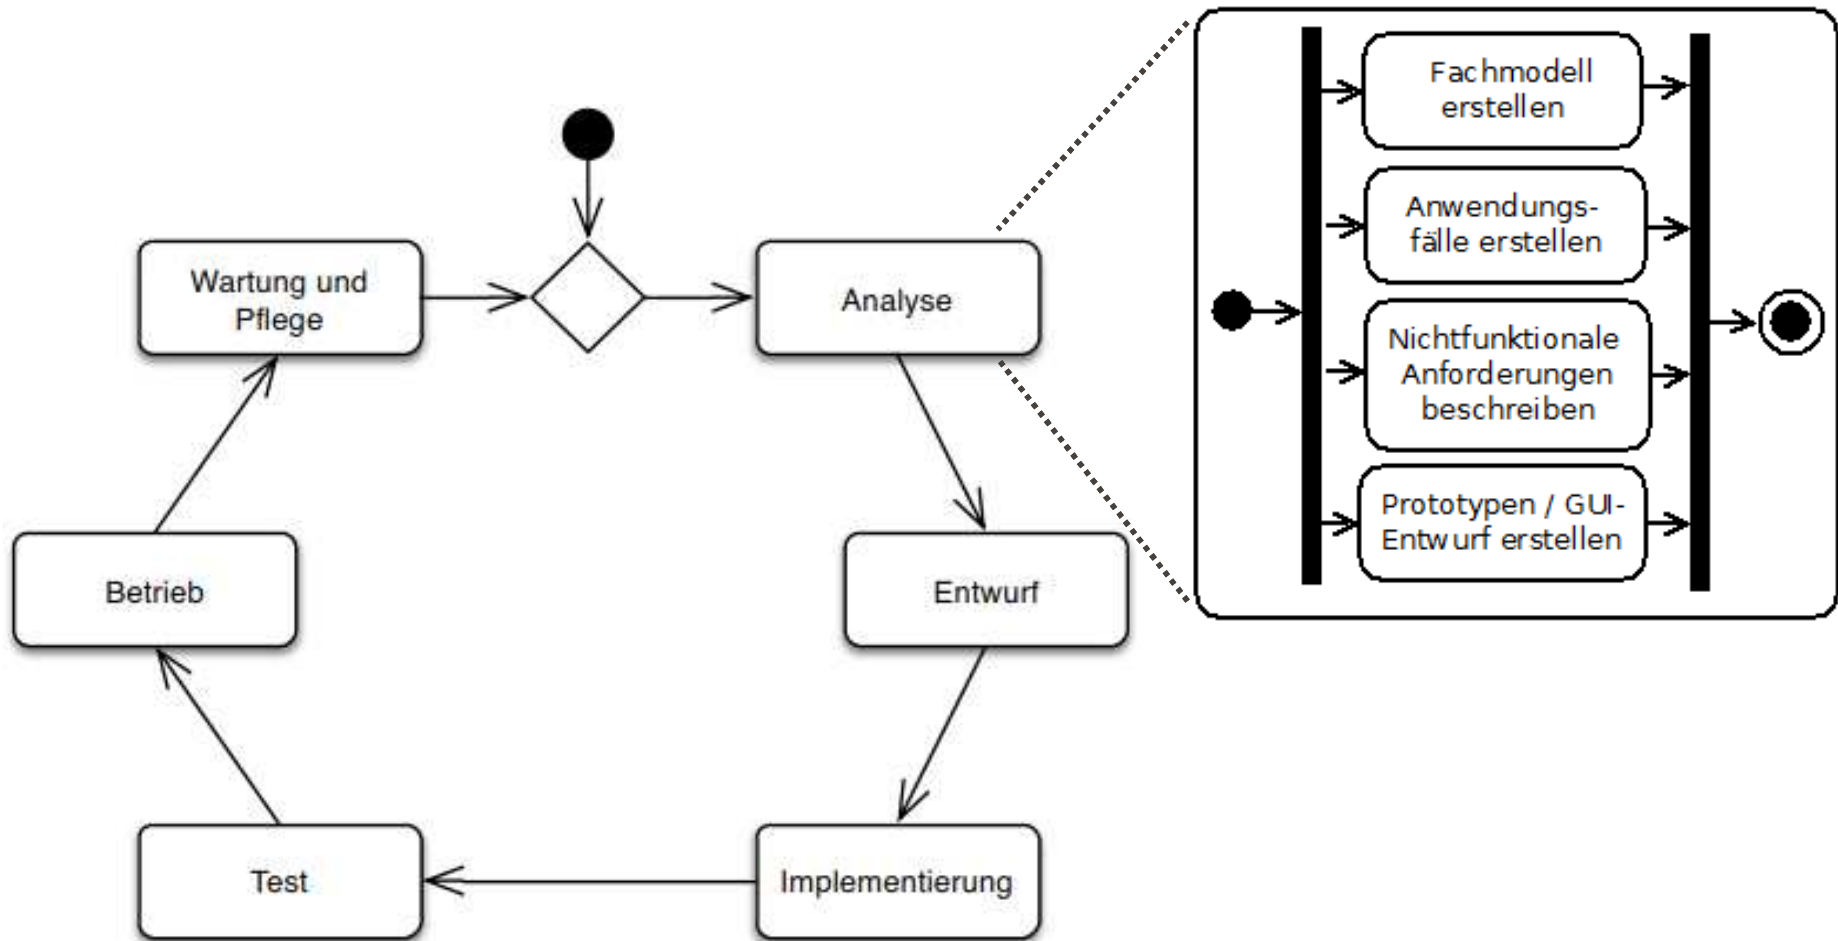 Wartung und
Pflege
Analyse
Entwurf
Implementierung
Test
Betrieb
Fachmodell
erstellen
Anwendungs-
fälle erstellen
Nichtfunktionale
Anforderungen
beschreiben
Prototypen / GUI-
Entwurf erstellen